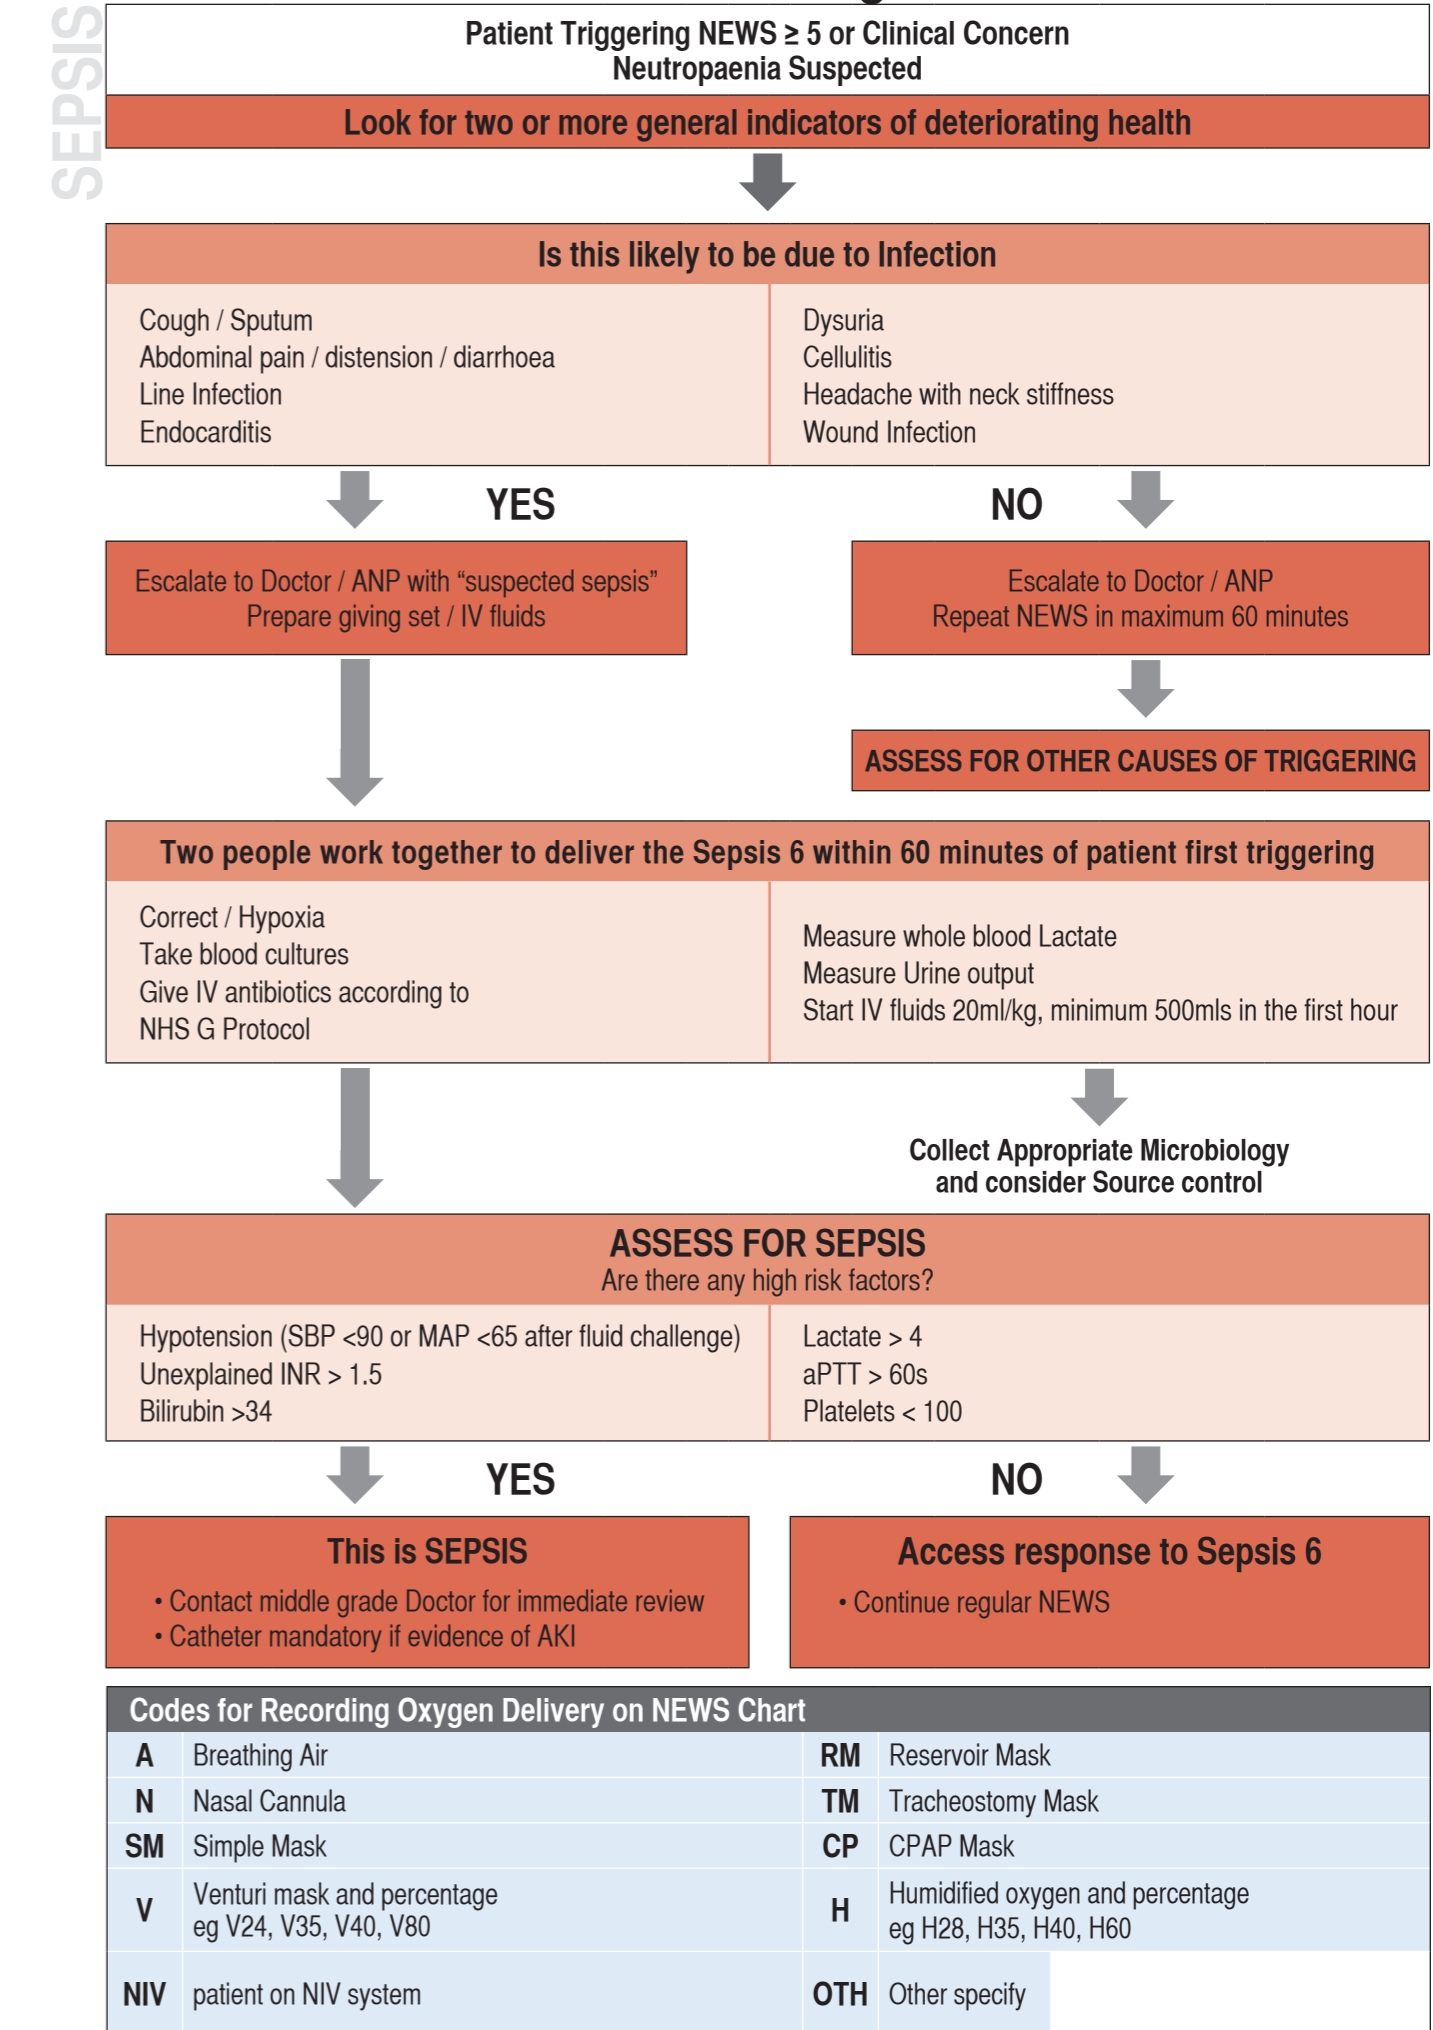 SEPSIS
Patient Triggering NEWS ≥ 5 or Clinical Concern
Neutropaenia Suspected
Look for two or more general indicators of deteriorating health
Is this likely to be due to Infection
Cough / Sputum
Abdominal pain / distension / diarrhoea
Line Infection
Endocarditis
Dysuria
Cellulitis
Headache with neck stiffness
Wound Infection
YES
NO
Escalate to Doctor / ANP with “suspected sepsis”
Prepare giving set / IV fluids
Escalate to Doctor / ANP
Repeat NEWS in maximum 60 minutes
ASSESS FOR OTHER CAUSES OF TRIGGERING
Two people work together to deliver the Sepsis 6 within 60 minutes of patient first triggering
Correct / Hypoxia
Take blood cultures
Give IV antibiotics according to
NHS G Protocol
Measure whole blood Lactate
Measure Urine output
Start IV fluids 20ml/kg, minimum 500mls in the first hour
Collect Appropriate Microbiology
and consider Source control
ASSESS FOR SEPSIS
Are there any high risk factors?
Hypotension (SBP <90 or MAP <65 after fluid challenge)
Unexplained INR > 1.5
Bilirubin >34
Lactate > 4
aPTT > 60s
Platelets < 100
YES
NO
This is SEPSIS
• Contact middle grade Doctor for immediate review
• Catheter mandatory if evidence of AKI
Access response to Sepsis 6
• Continue regular NEWS
Codes for Recording Oxygen Delivery on NEWS Chart
A Breathing Air
RM Reservoir Mask
N Nasal Cannula
TM Tracheostomy Mask
SM Simple Mask
CP CPAP Mask
V Venturi mask and percentage
eg V24, V35, V40, V80
H Humidified oxygen and percentage
eg H28, H35, H40, H60
NIV patient on NIV system
OTH Other specify